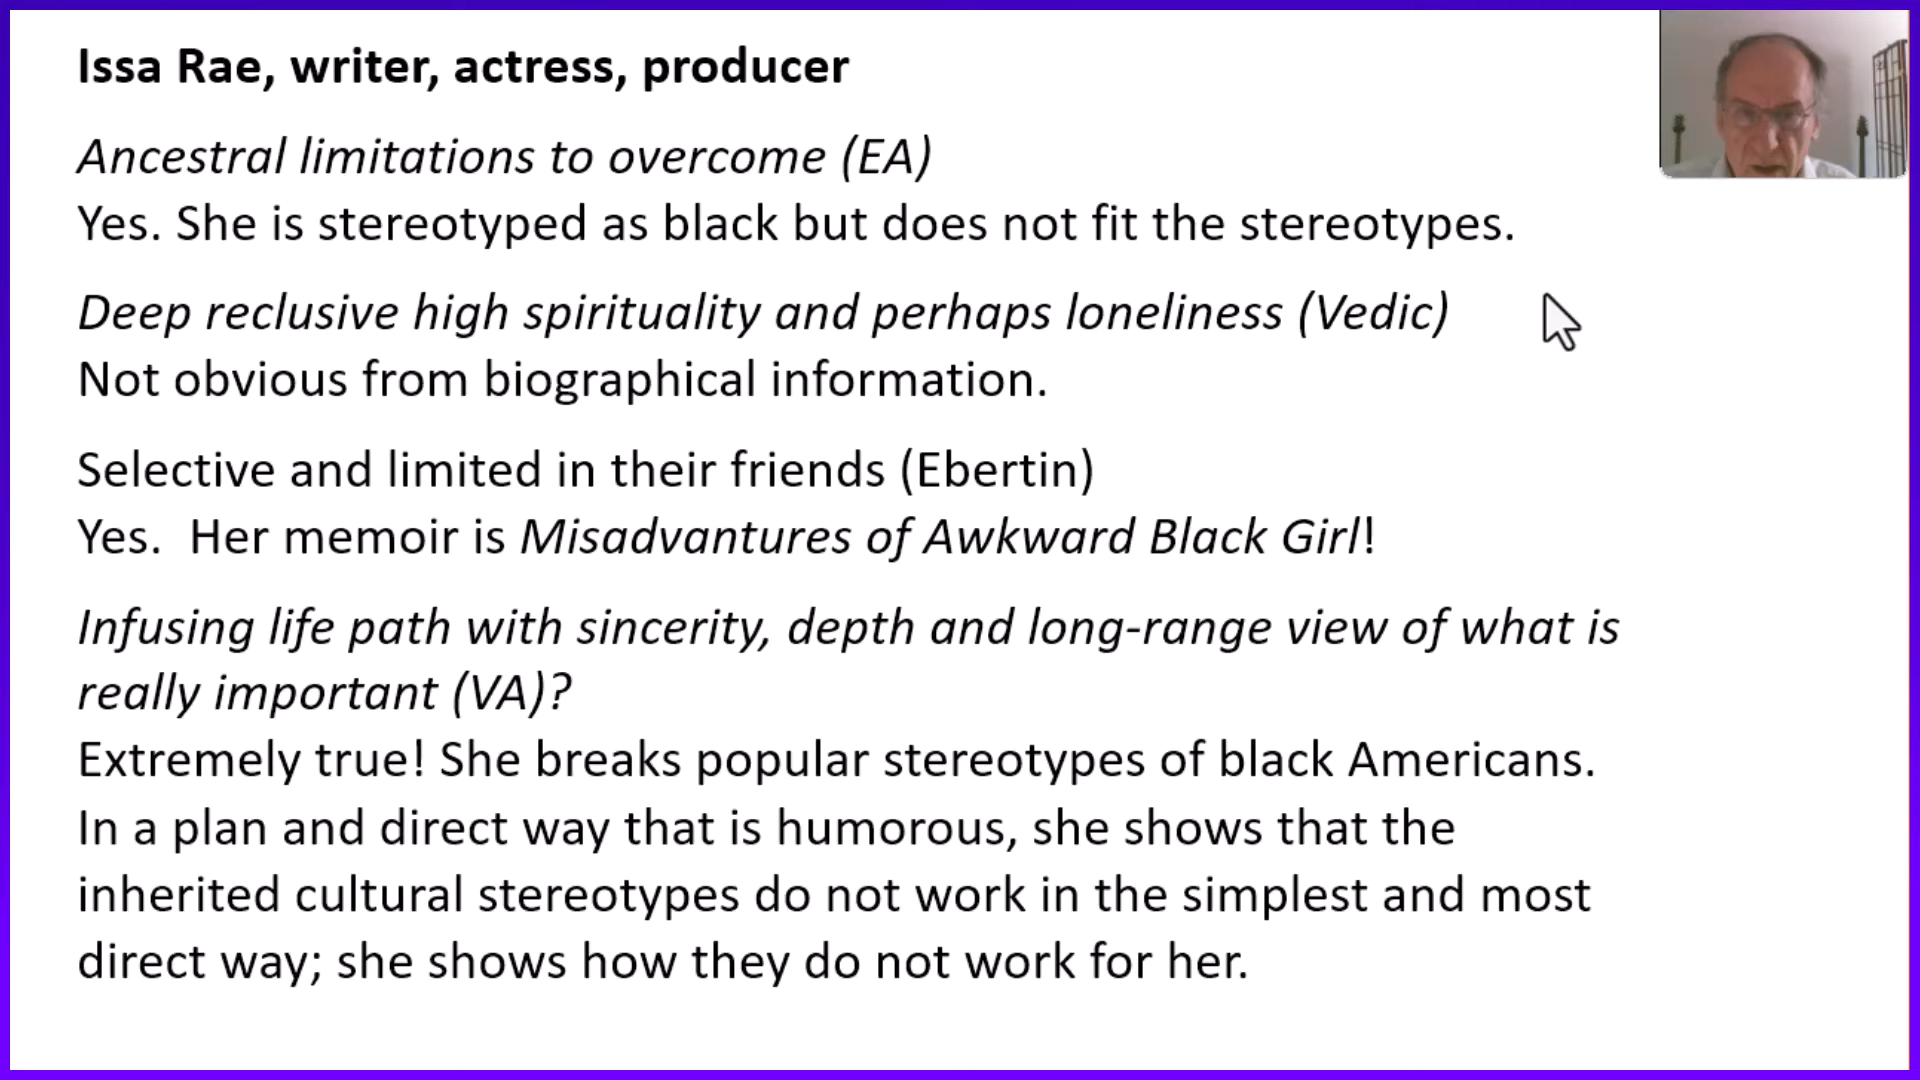 Issa Rae, writer, actress, producer
Ancestral limitations to overcome (EA)
Yes. She is stereotyped as black but does not fit the stereotypes.
Deep reclusive high spirituality and perhaps loneliness (Vedic)
Not obvious from biographical information.
Selective and limited in their friends (Ebertin)
Yes.  Her memoir is Misadvantures of Awkward Black Girl!
Infusing life path with sincerity, depth and long-range view of what is
really important (VA)?
Extremely true! She breaks popular stereotypes of black Americans.
In a plan and direct way that is humorous, she shows that the
inherited cultural stereotypes do not work in the simplest and most
direct way; she shows how they do not work for her.